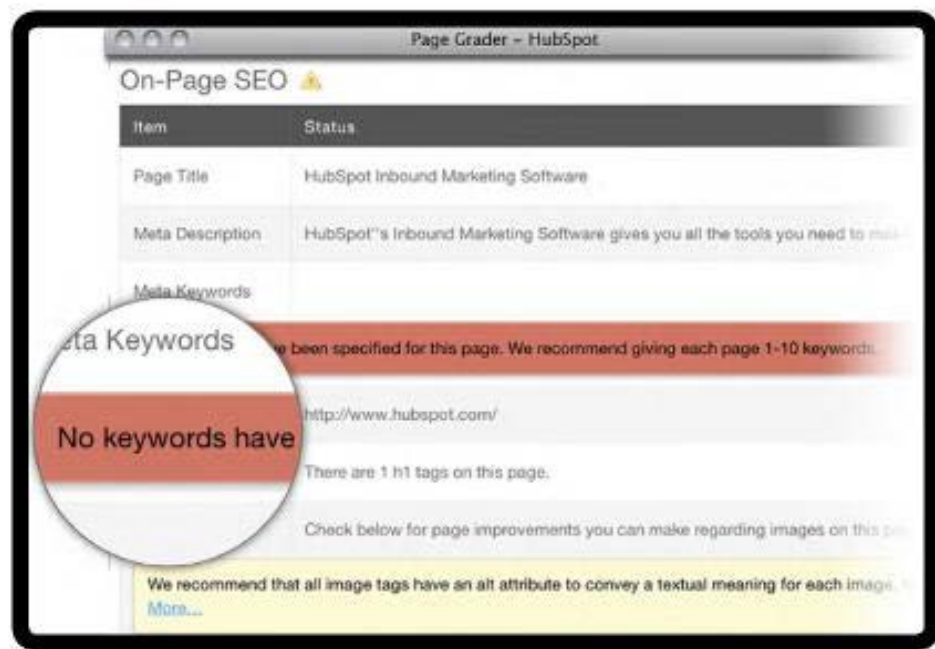 Page Grader – HubSpot
On-Page SEO
Item Status
Page Title HubSpot Inbound Marketing Software
Meta Description HubSpot"s Inbound Marketing Software gives you all the tools you need to
Meta Keywords
ta Keywords
e been specified for this page. We recommend giving each page 1-10 keywords.
No keywords have
http://www.hubspot.com/
There are 1 h1 tags on this page.
Check below for page improvements you can make regarding images on this
We recommend that all image tags have an alt attribute to convey a textual meaning for each image.
More...